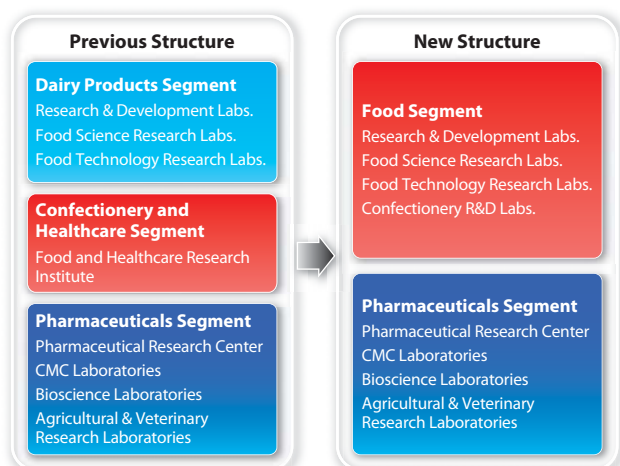 Previous Structure
Dairy Products Segment
Research & Development Labs.
Food Science Research Labs.
Food Technology Research Labs.
Confectionery and
Healthcare Segment
Food and Healthcare Research
Institute
Pharmaceuticals Segment
Pharmaceutical Research Center
CMC Laboratories
Bioscience Laboratories
Agricultural & Veterinary
Research Laboratories
New Structure
Food Segment
Research & Development Labs.
Food Science Research Labs.
Food Technology Research Labs.
Confectionery R&D Labs.
Pharmaceuticals Segment
Pharmaceutical Research Center
CMC Laboratories
Bioscience Laboratories
Agricultural & Veterinary
Research Laboratories